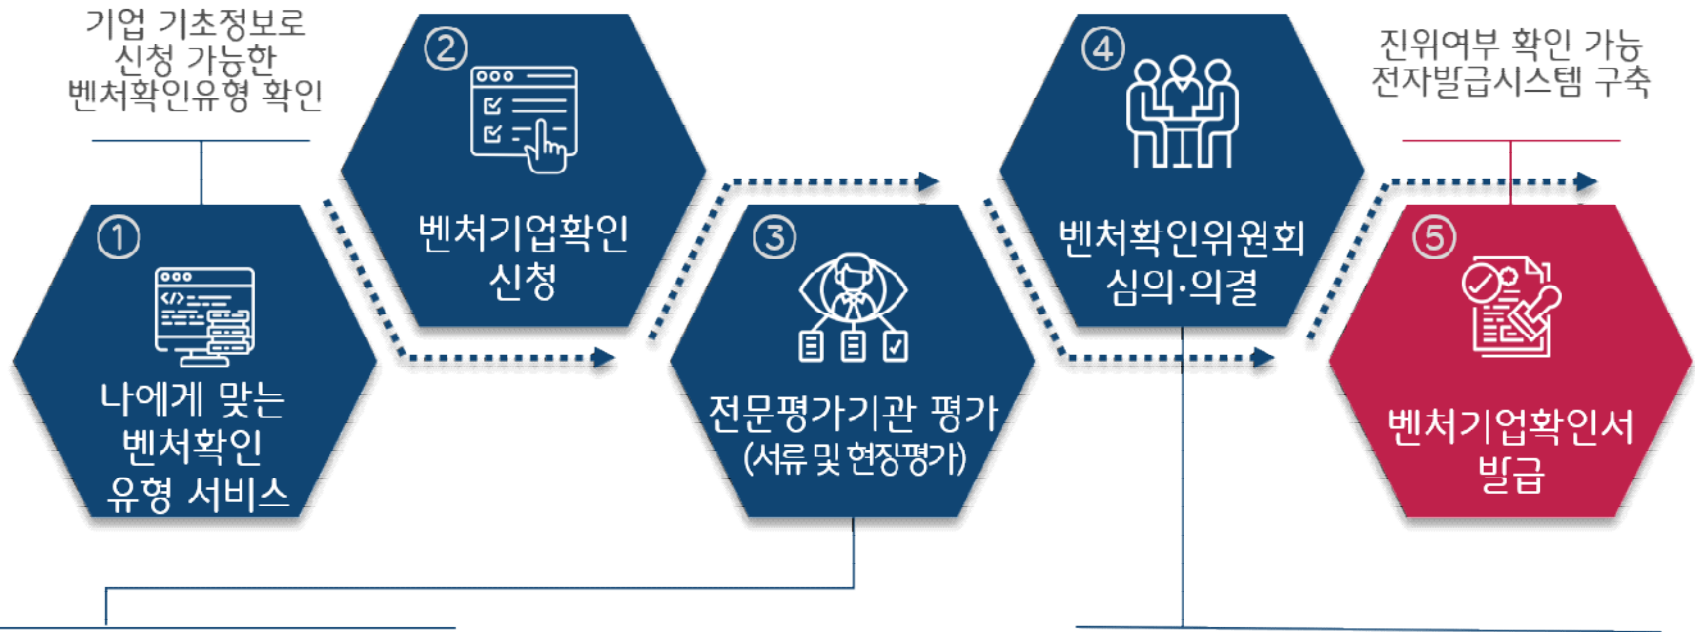 기업 기초정보로
신청 가능한
벤처확인유형 확인
①
나에게 맞는
벤처확인
유형 서비스
②
벤처기업확인
신청
③
전문평가기관 평가
(서류 및 현장평가)
④
벤처확인위원회
심의·의결
진위여부 확인 가능
전자발급시스템 구축
⑤
벤처기업확인서
발급